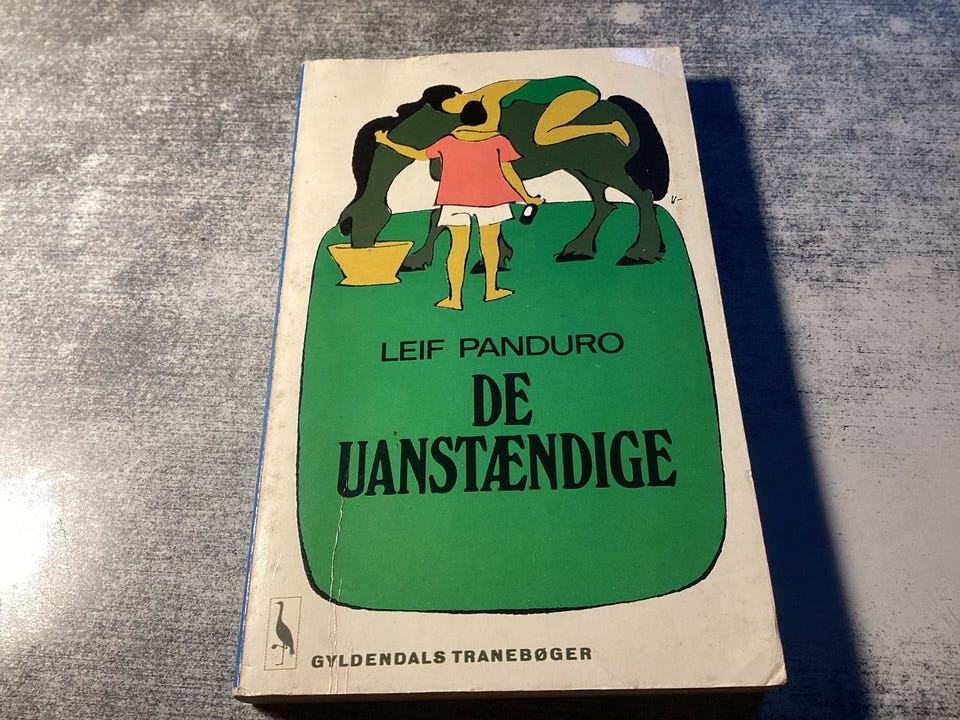 LEIF PANDURO
DE
UANSTÆNDIGE
GYLDENDALS TRANEBØGER